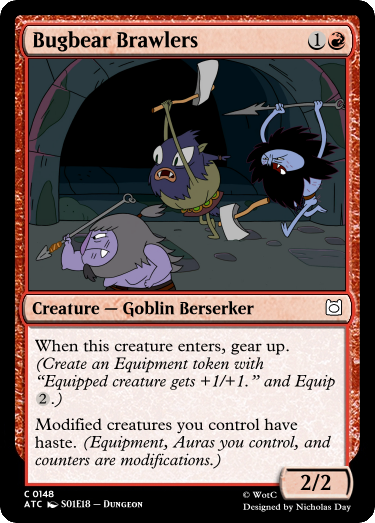 Bugbear Brawlers 1
Creature — Goblin Berserker
When this creature enters, gear up.
(Create an Equipment token with
“Equipped creature gets +1/+1.” and Equip
2.)
Modified creatures you control have
haste. (Equipment, Auras you control, and
counters are modifications.)
2/2
C 0148
ATC S01E18 – Dungeon
© WotC
Designed by Nicholas Day